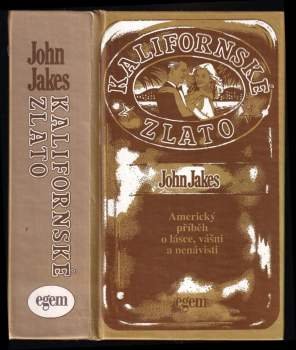 John
Jakes
KALIFORNSKÉ
ZLATO
egem
KALIFORNSKÉ
ZLATO
John Jakes
Americký
příběh
o lásce, vášni
a nenávisti
egem